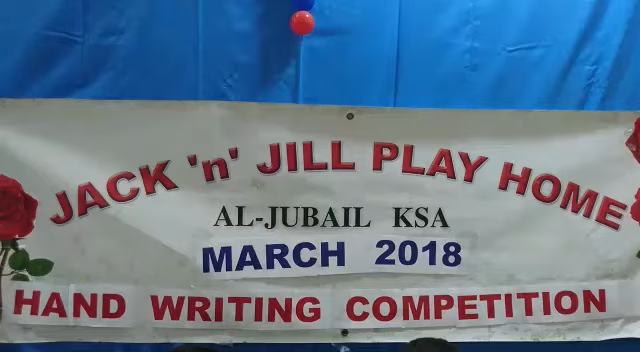 JACK 'n' JILL PLAY HOME
AL-JUBAIL KSA
MARCH 2018
HAND WRITING COMPETITION